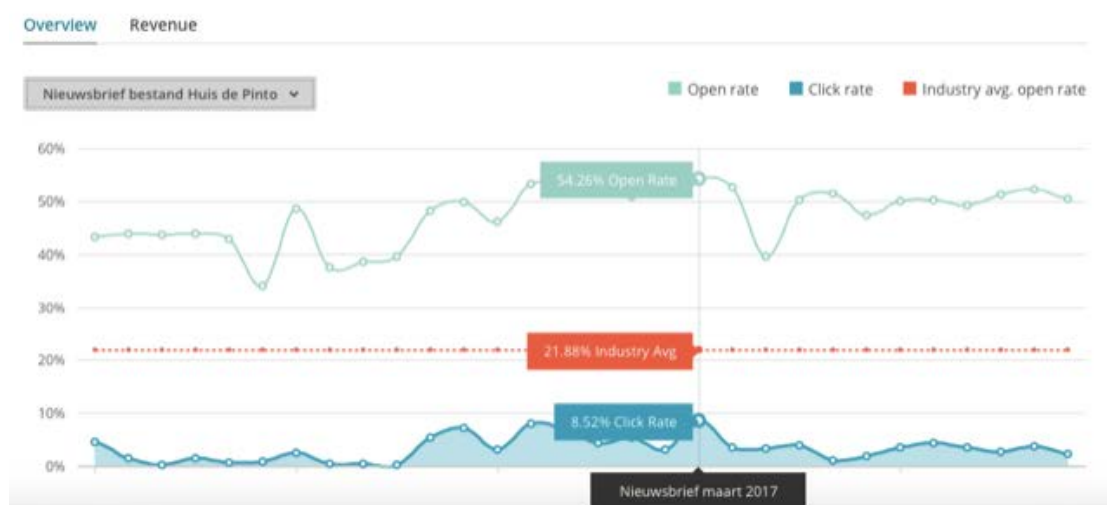 Overview Revenue
Nieuwsbrief bestand Huis de Pinto
Open rate Click rate Industry avg. open rate
60%
54.26% Open Rate
50%
40%
30%
21.88% Industry Avg
20%
10%
8.52% Click Rate
0%
Nieuwsbrief maart 2017